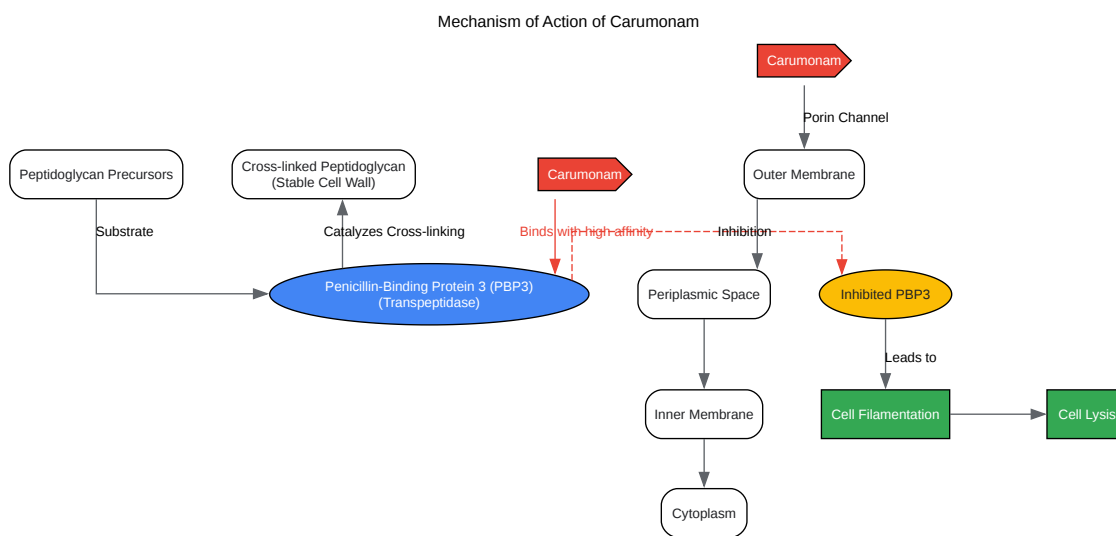 Mechanism of Action of Carumonam
Carumonam
Porin Channel
Peptidoglycan Precursors
Cross-linked Peptidoglycan
(Stable Cell Wall)
Carumonam
Outer Membrane
Substrate
Catalyzes Cross-linking
Binds with high affinity
Inhibition
Penicillin-Binding Protein 3 (PBP3)
(Transpeptidase)
Periplasmic Space
Inhibited PBP3
Leads to
Inner Membrane
Cell Filamentation
Cell Lysis
Cytoplasm